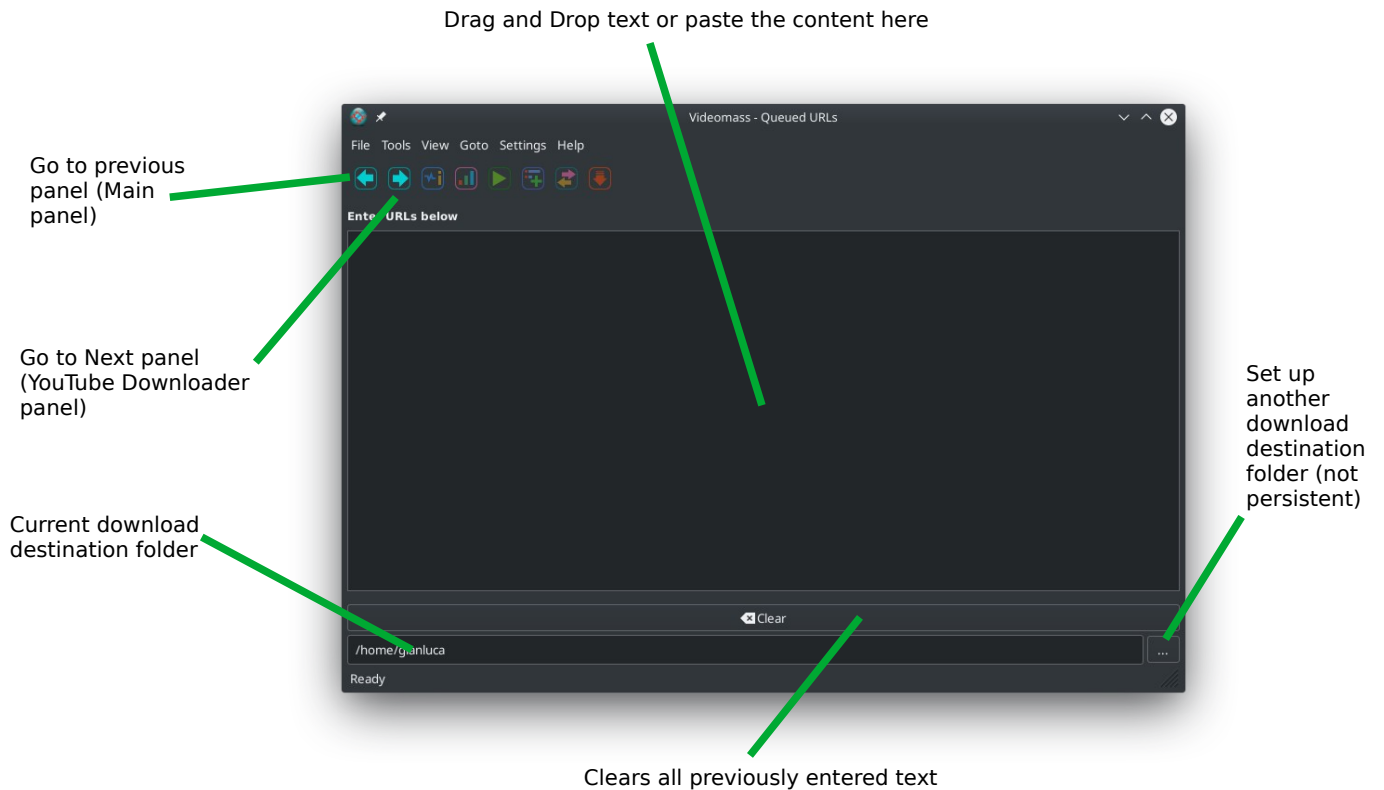 Drag and Drop text or paste the content here
Videomass - Queued URLs
File Tools View Goto Settings Help
Go to previous
panel (Main
panel)
Enter URLs below
Go to Next panel
(YouTube Downloader
panel)
Set up
another
download
destination
folder (not
persistent)
Current download
destination folder
Clear
/home/gianluca
...
Ready
Clears all previously entered text